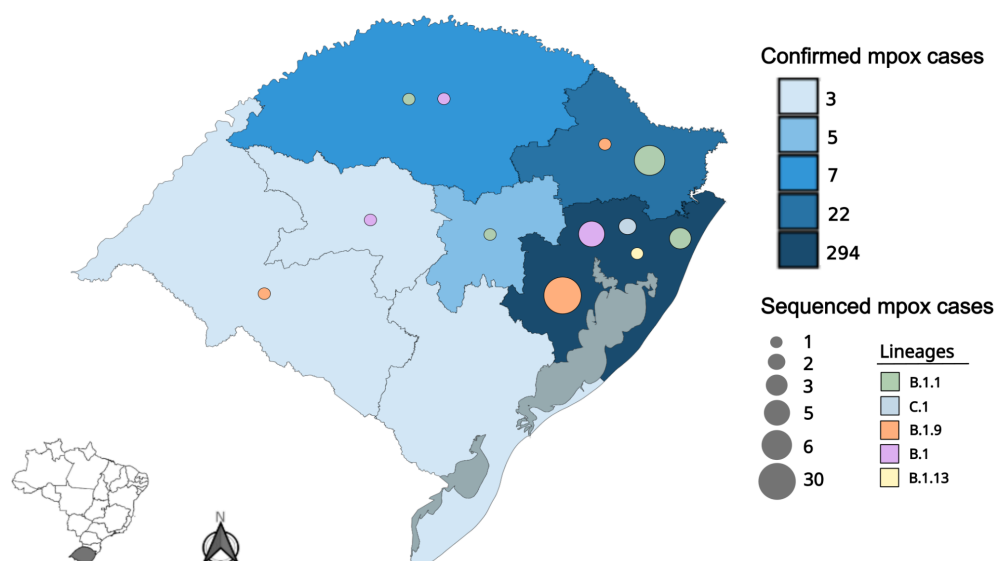 Confirmed mpox cases
3
5
7
22
294
Sequenced mpox cases
1
2
3
5
6
30
Lineages
B.1.1
C.1
B.1.9
B.1
B.1.13
N